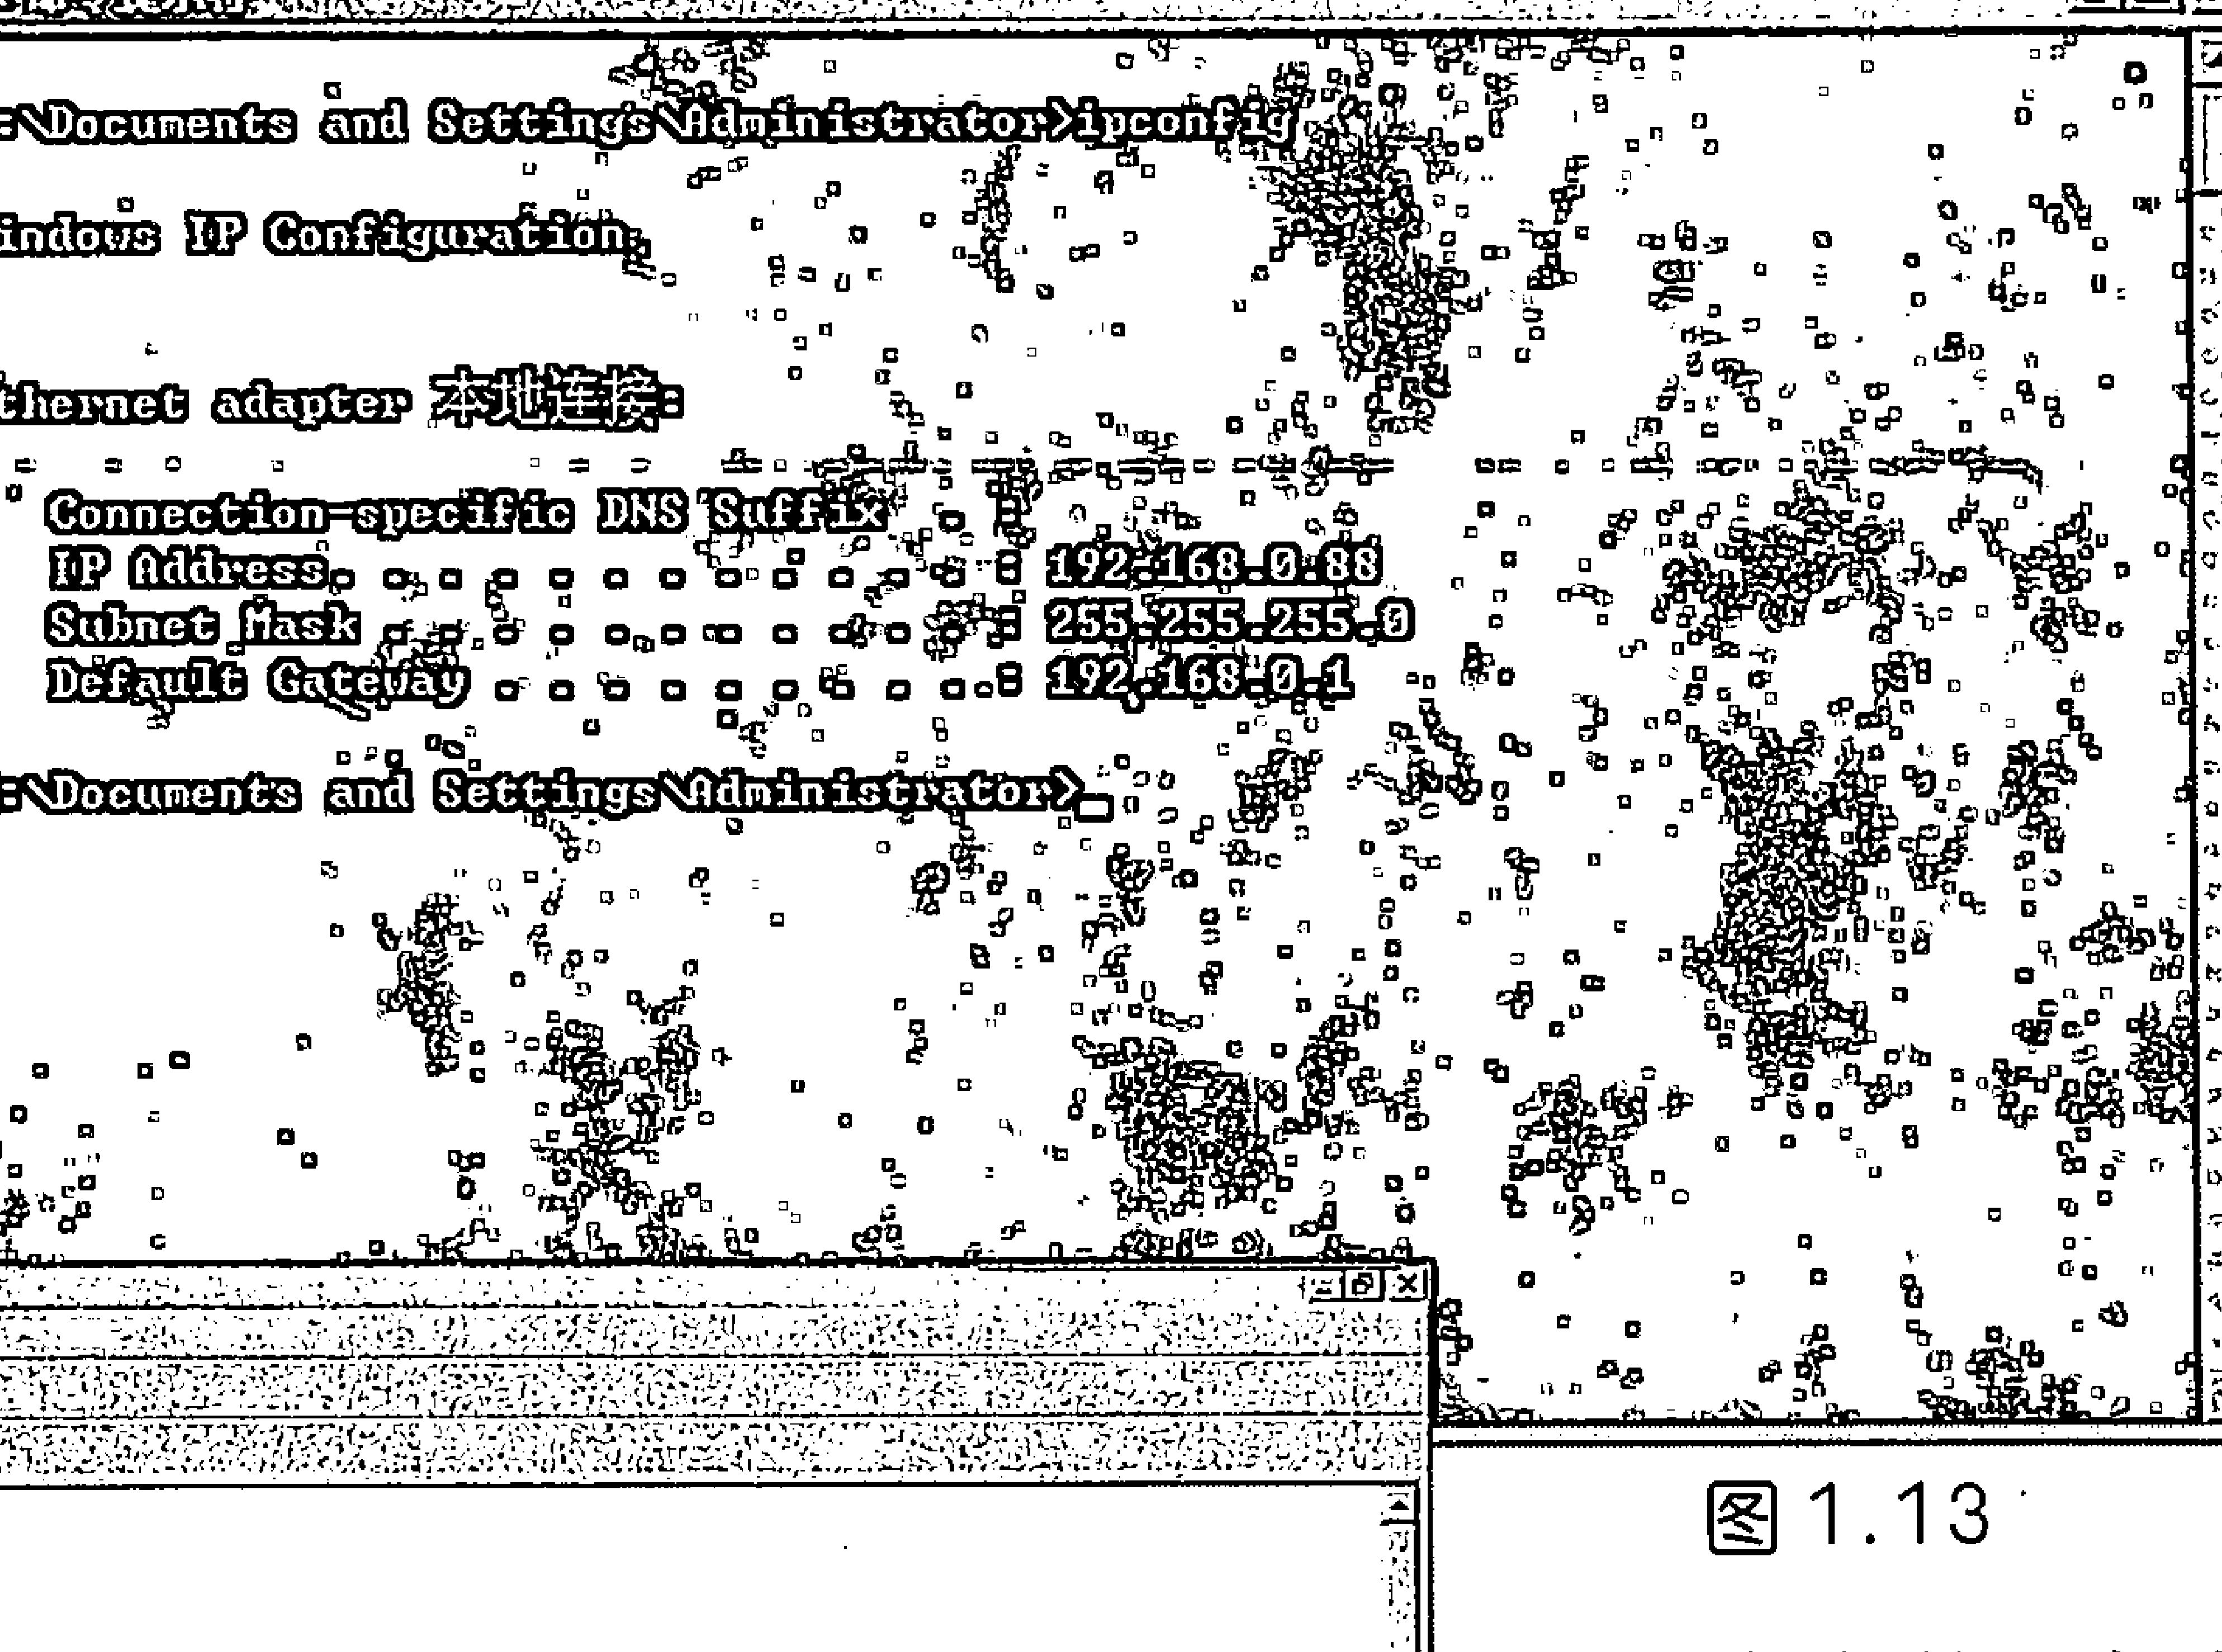 :\Documents and Settings\Administrator>ipconfig
indows IP Configuration
thernet adapter 本地连接:
Connection-specific DNS Suffix  . :
IP Address. . . . . . . . . . . . : 192.168.0.88
Subnet Mask . . . . . . . . . . . : 255.255.255.0
Default Gateway . . . . . . . . . : 192.168.0.1
:\Documents and Settings\Administrator>_
图 1.13